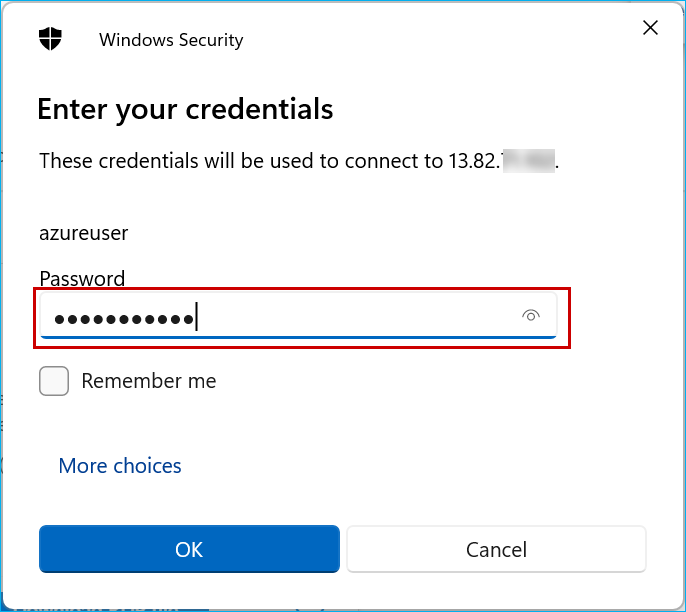 Windows Security
Enter your credentials
These credentials will be used to connect to 13.82.
azureuser
Password
Remember me
More choices
OK
Cancel